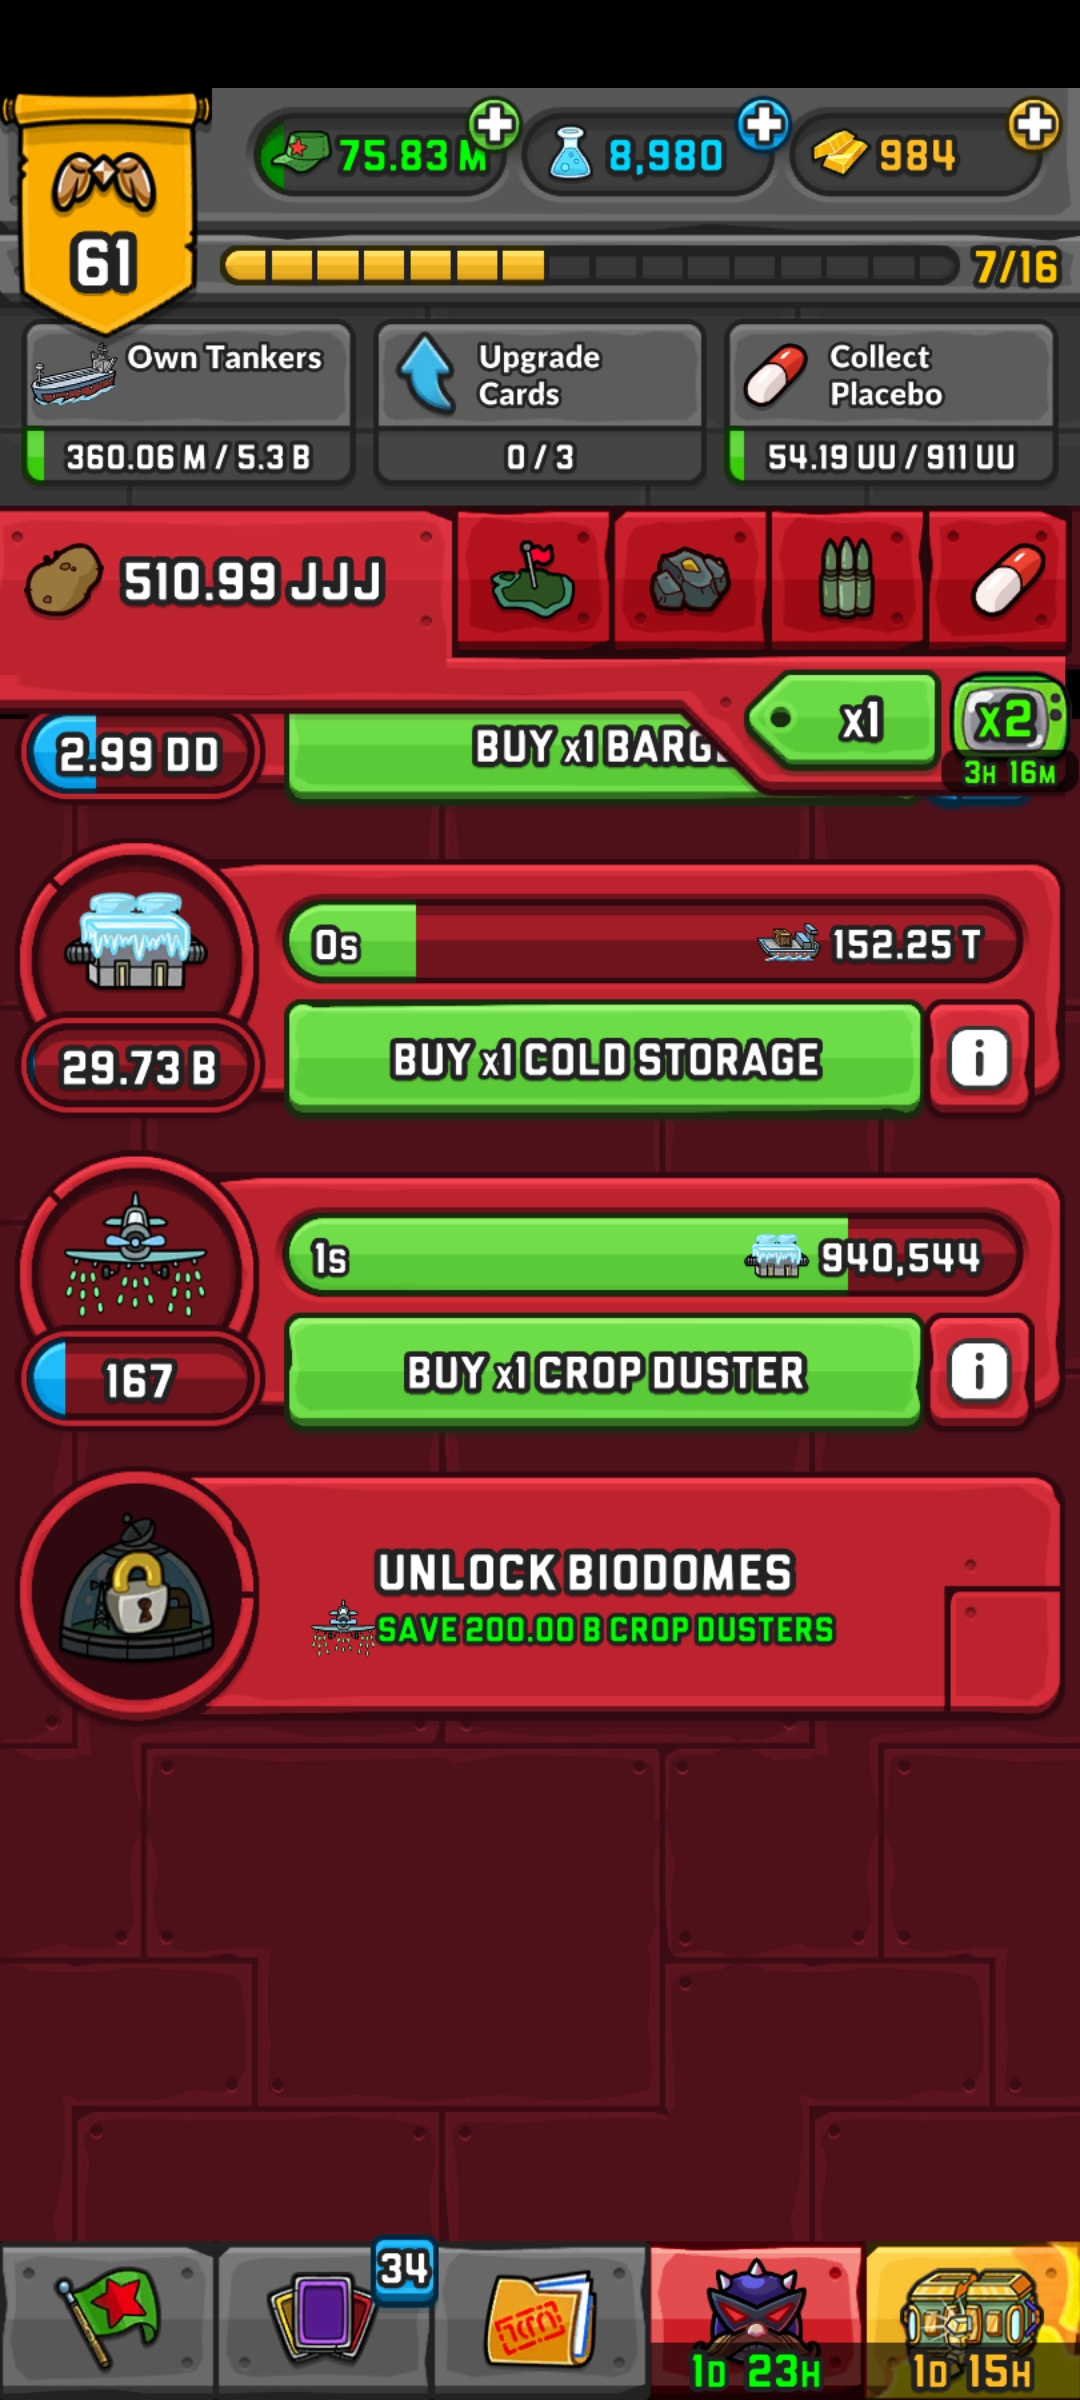 75.83 M
8,980
984
61
7/16
Own Tankers
360.06 M / 5.3 B
Upgrade
Cards
0 / 3
Collect
Placebo
54.19 UU / 911 UU
510.99 JJJ
x1
x2
3H 16M
2.99 DD
BUY x1
0s
152.25 T
29.73 B
BUY x1 COLD STORAGE
i
1s
940,544
167
BUY x1 CROP DUSTER
i
UNLOCK BIODOMES
SAVE 200.00 B CROP DUSTERS
34
1D 23H
1D 15H